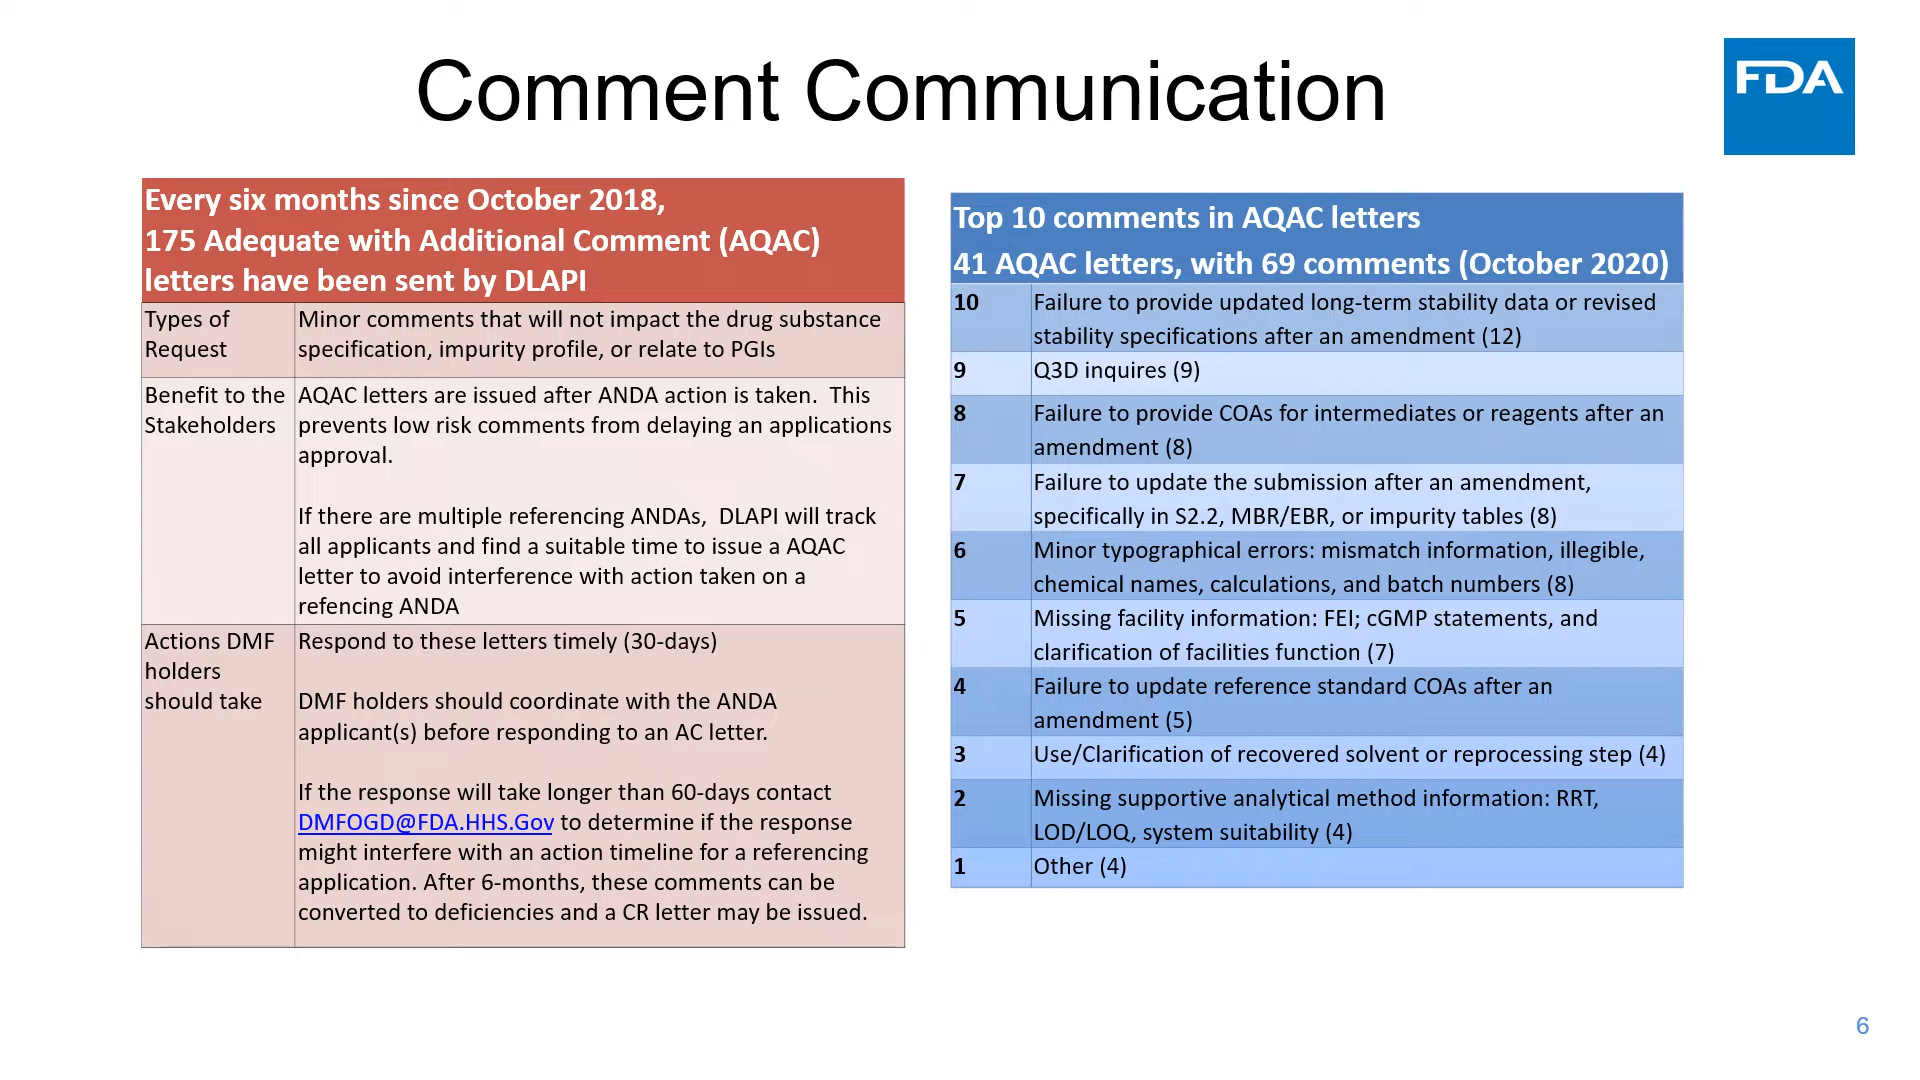 Comment Communication
FDA
Every six months since October 2018,
175 Adequate with Additional Comment (AQAC)
letters have been sent by DLAPI
Types of
Request
Minor comments that will not impact the drug substance
specification, impurity profile, or relate to PGIs
Benefit to the
Stakeholders
AQAC letters are issued after ANDA action is taken.  This
prevents low risk comments from delaying an applications
approval.
If there are multiple referencing ANDAs,  DLAPI will track
all applicants and find a suitable time to issue a AQAC
letter to avoid interference with action taken on a
refencing ANDA
Actions DMF
holders
should take
Respond to these letters timely (30-days)
DMF holders should coordinate with the ANDA
applicant(s) before responding to an AC letter.
If the response will take longer than 60-days contact
DMFOGD@FDA.HHS.Gov to determine if the response
might interfere with an action timeline for a referencing
application. After 6-months, these comments can be
converted to deficiencies and a CR letter may be issued.
Top 10 comments in AQAC letters
41 AQAC letters, with 69 comments (October 2020)
10 Failure to provide updated long-term stability data or revised
stability specifications after an amendment (12)
9 Q3D inquires (9)
8 Failure to provide COAs for intermediates or reagents after an
amendment (8)
7 Failure to update the submission after an amendment,
specifically in S2.2, MBR/EBR, or impurity tables (8)
6 Minor typographical errors: mismatch information, illegible,
chemical names, calculations, and batch numbers (8)
5 Missing facility information: FEI; cGMP statements, and
clarification of facilities function (7)
4 Failure to update reference standard COAs after an
amendment (5)
3 Use/Clarification of recovered solvent or reprocessing step (4)
2 Missing supportive analytical method information: RRT,
LOD/LOQ, system suitability (4)
1 Other (4)
6